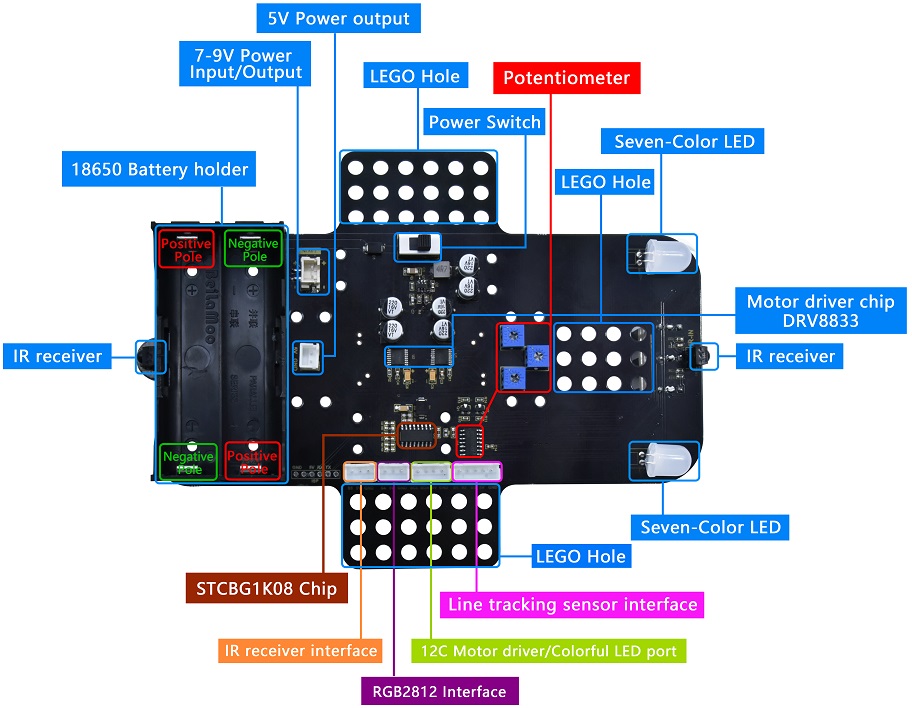 5V Power output
7-9V Power
Input/Output
LEGO Hole
Potentiometer
Power Switch
Seven-Color LED
18650 Battery holder
LEGO Hole
Positive
Pole
Negative
Pole
Motor driver chip
DRV8833
IR receiver
IR receiver
Negative
Pole
Positive
Pole
Seven-Color LED
LEGO Hole
STCBG1K08 Chip
Line tracking sensor interface
IR receiver interface
12C Motor driver/Colorful LED port
RGB2812 Interface